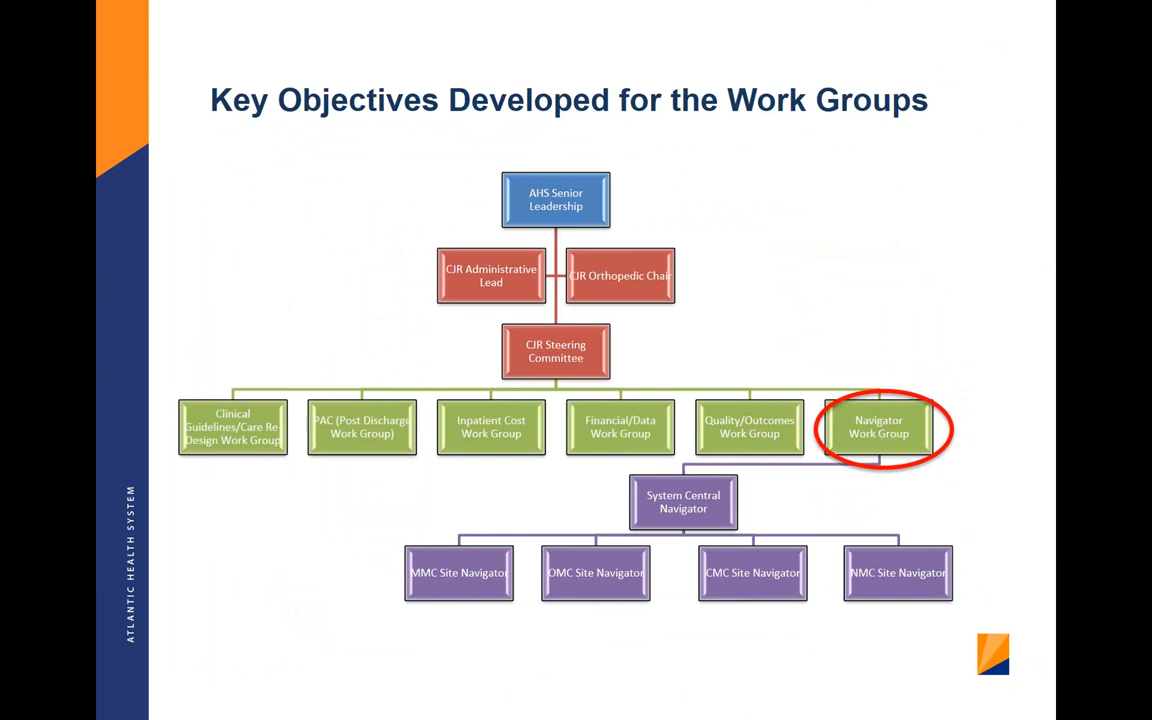 Key Objectives Developed for the Work Groups
AHS Senior
Leadership
CJR Administrative
Lead
CJR Orthopedic Chair
CJR Steering
Committee
Clinical
Guidelines/Care Re-
Design Work Group
PAC (Post Discharge
Work Group)
Inpatient Cost
Work Group
Financial/Data
Work Group
Quality/Outcomes
Work Group
Navigator
Work Group
System Central
Navigator
MMC Site Navigator
OMC Site Navigator
CMC Site Navigator
NMC Site Navigator
ATLANTIC HEALTH SYSTEM